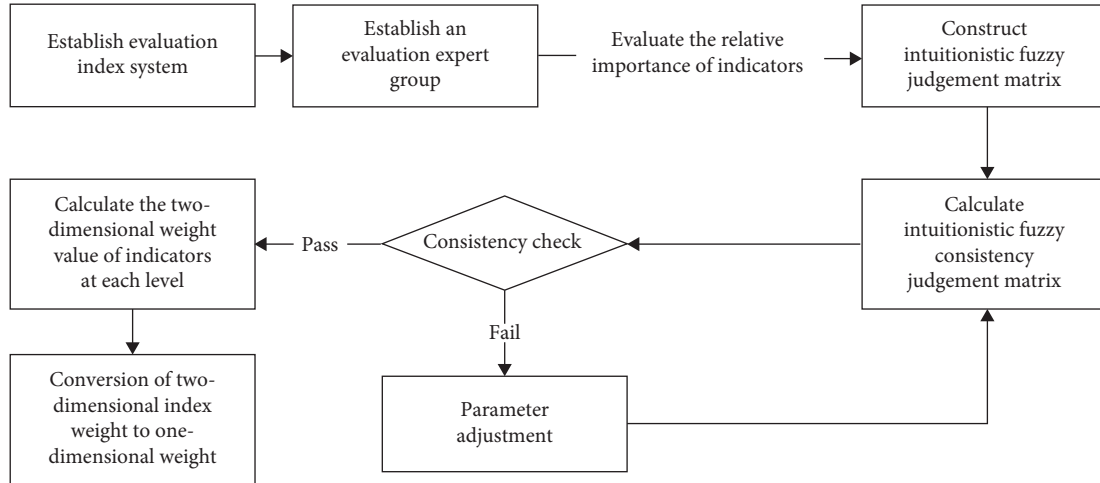 Establish evaluation
index system
Establish an
evaluation expert
group
Evaluate the relative
importance of indicators
Construct
intuitionistic fuzzy
judgement matrix
Calculate the two-
dimensional weight
value of indicators
at each level
Pass
Consistency check
Calculate
intuitionistic fuzzy
consistency
judgement matrix
Fail
Conversion of two-
dimensional index
weight to one-
dimensional weight
Parameter
adjustment